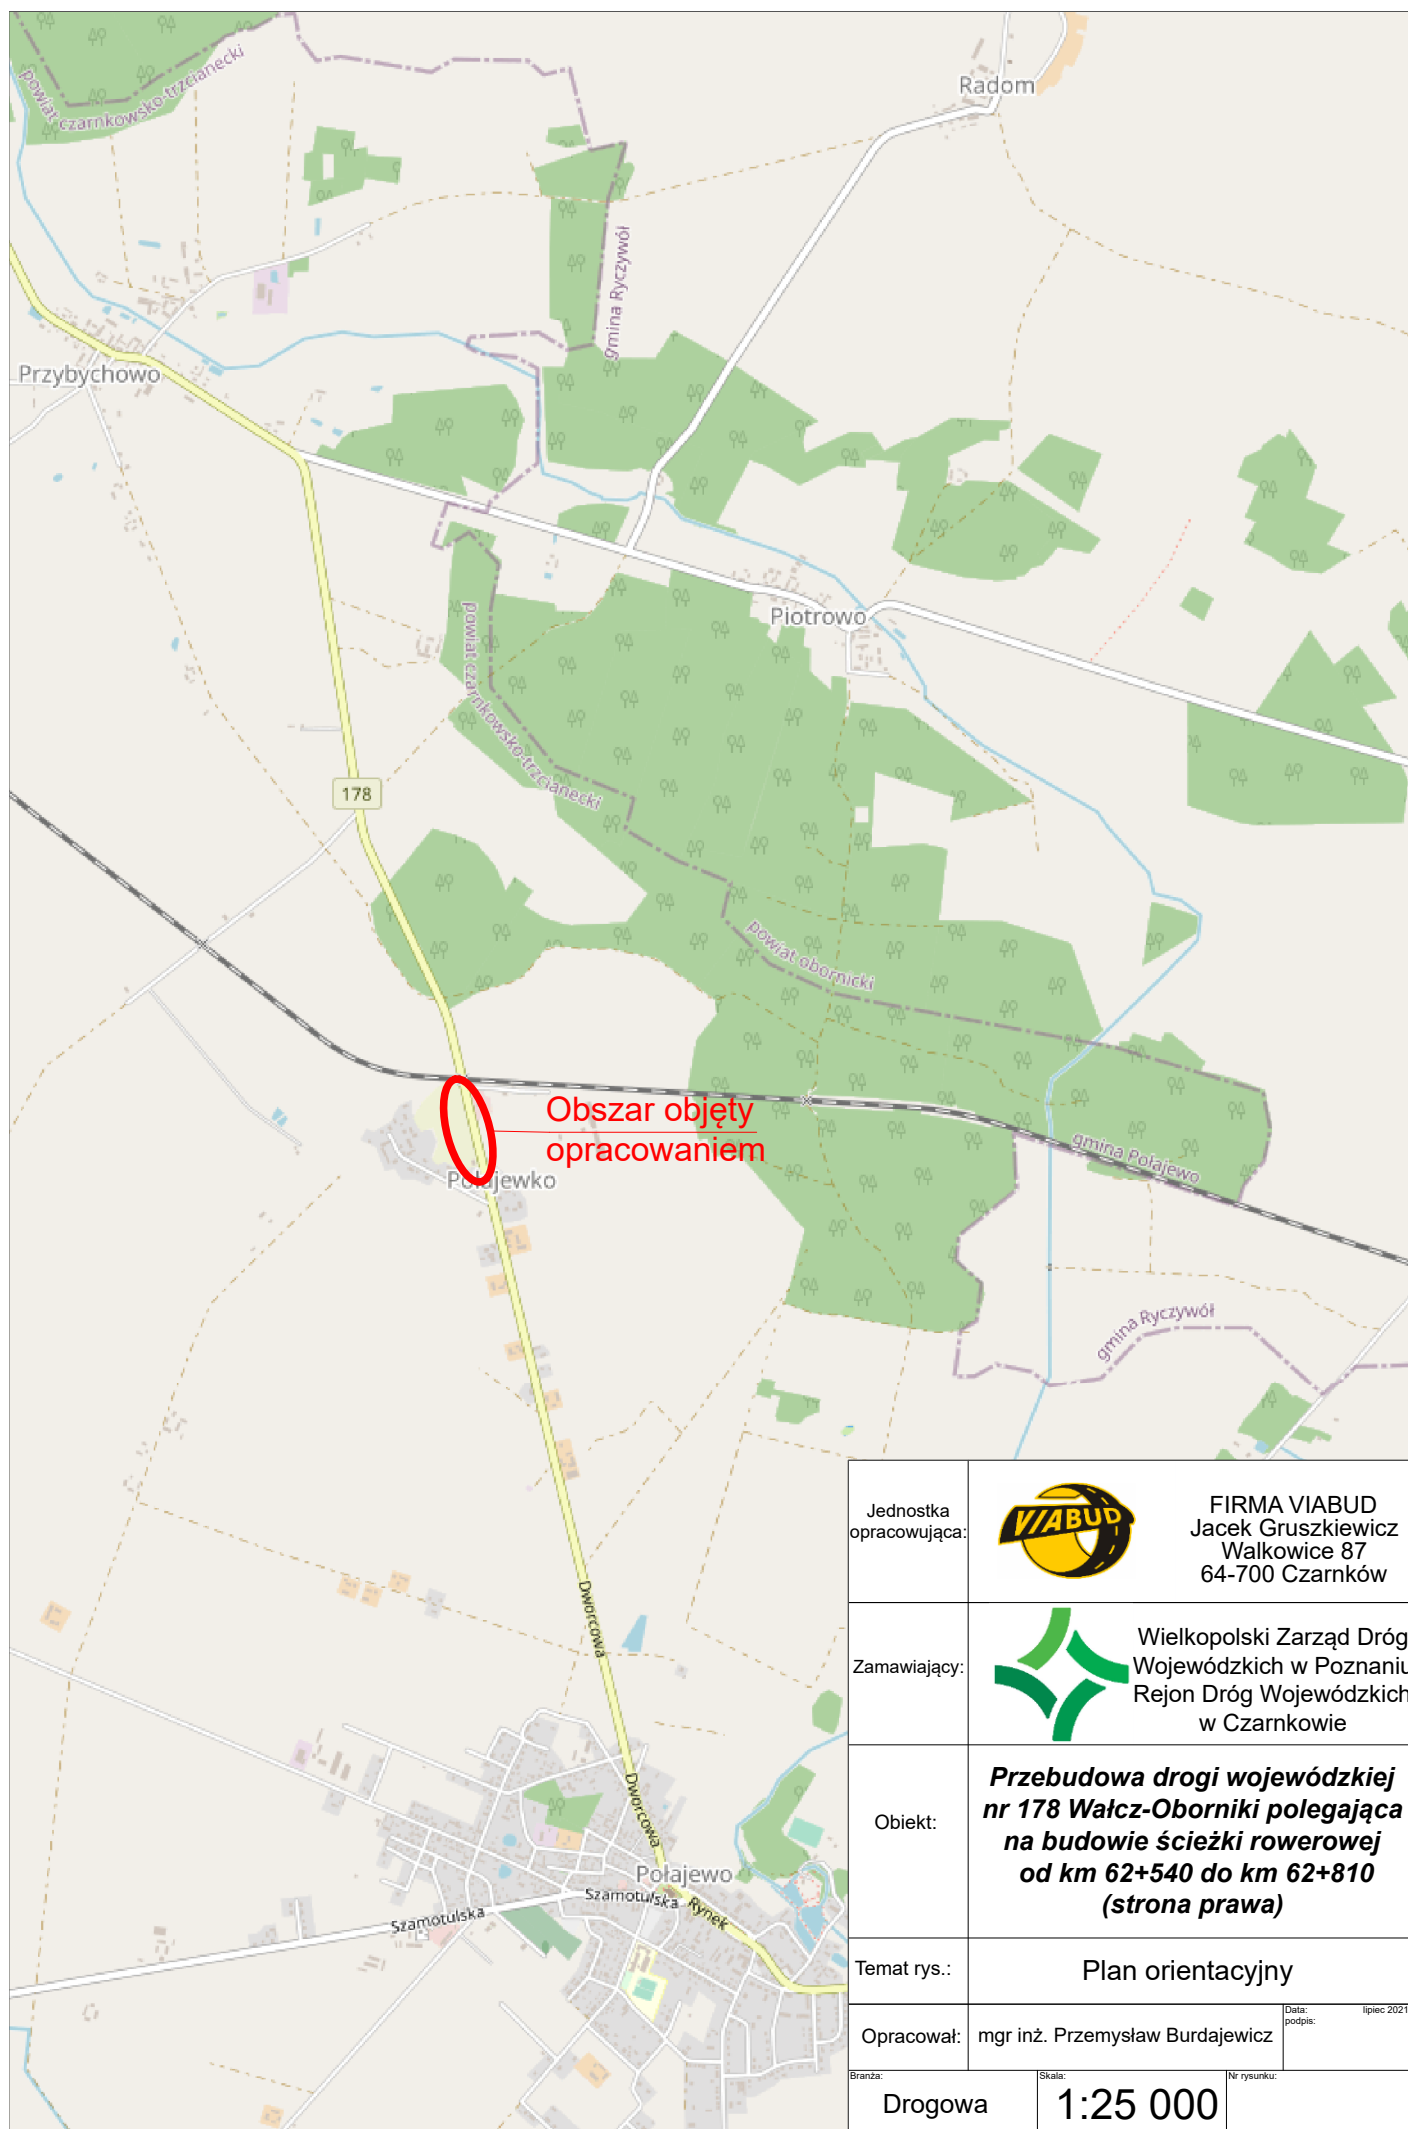 powiat czarnkowsko-trzcianecki
Radom
gmina Ryczywół
Przybychowo
Piotrowo
powiat czarnkowsko-trzcianecki
178
powiat obornicki
Obszar objęty
opracowaniem
gmina Połajewo
Połajewko
gmina Ryczywół
Dworcowa
Dworcowa
Połajewo
Szamotulska
Rynek
Szamotulska
Jednostka
opracowująca:
VIABUD
FIRMA VIABUD
Jacek Gruszkiewicz
Walkowice 87
64-700 Czarnków
Zamawiający:
Wielkopolski Zarząd Dróg
Wojewódzkich w Poznaniu
Rejon Dróg Wojewódzkich
w Czarnkowie
Obiekt:
Przebudowa drogi wojewódzkiej
nr 178 Wałcz-Oborniki polegająca
na budowie ścieżki rowerowej
od km 62+540 do km 62+810
(strona prawa)
Temat rys.:
Plan orientacyjny
Opracował:
mgr inż. Przemysław Burdajewicz
Data: lipiec 2021
podpis:
Branża:
Drogowa
Skala:
1:25 000
Nr rysunku: